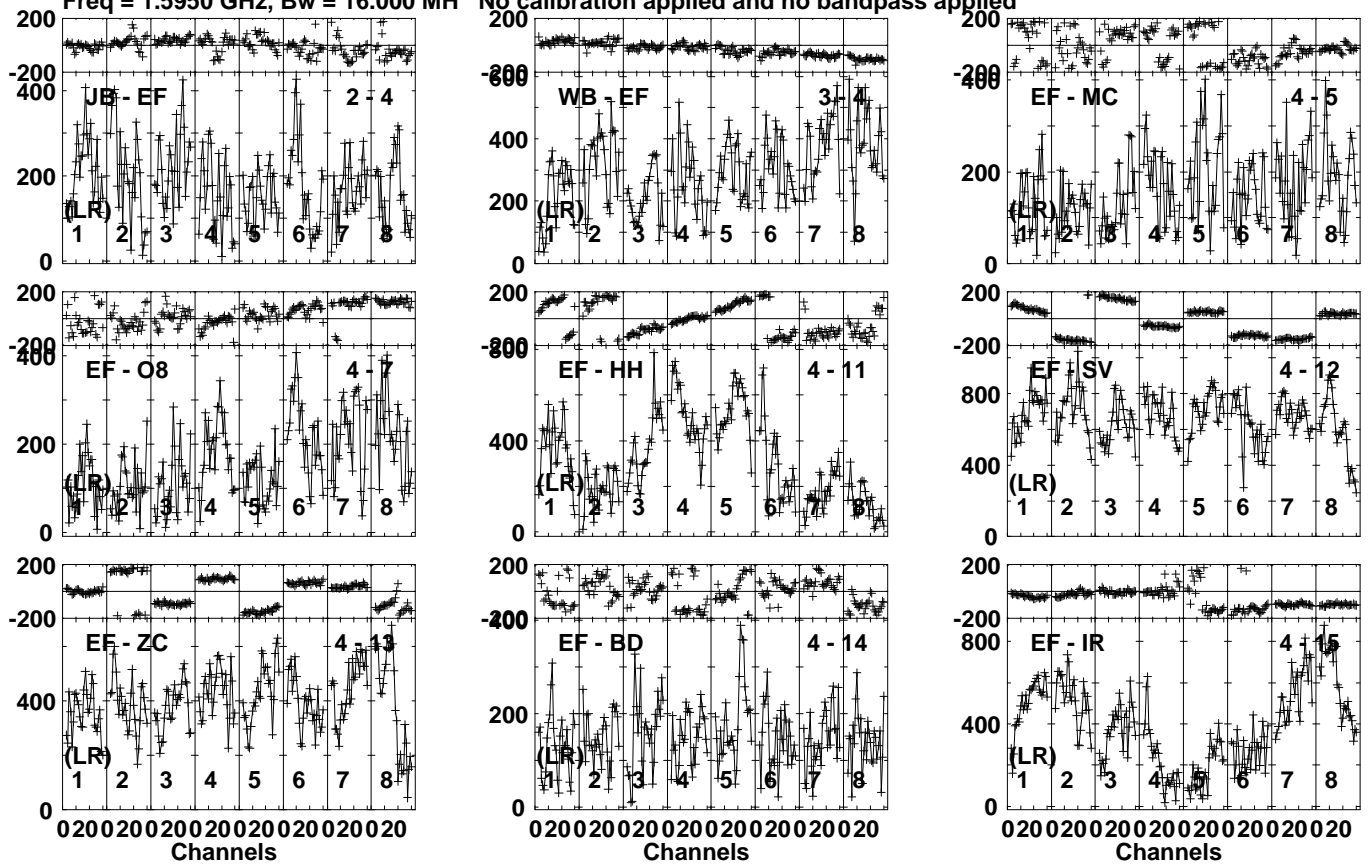 Freq = 1.5950 GHz, Bw = 16.000 MH No calibration applied and no bandpass applied
200
-200
400
200
0
JB - EF 2 - 4
(LR)
1 2 3 4 5 6 7 8
200
-200
600
400
200
0
WB - EF 3 - 4
(LR)
1 2 3 4 5 6 7 8
200
-200
400
200
0
EF - MC 4 - 5
(LR)
1 2 3 4 5 6 7 8
200
-200
400
200
0
EF - O8 4 - 7
(LR)
1 2 3 4 5 6 7 8
200
-200
800
400
0
EF - HH 4 - 11
(LR)
1 2 3 4 5 6 7 8
200
-200
800
400
0
EF - SV 4 - 12
(LR)
1 2 3 4 5 6 7 8
200
-200
400
0
EF - ZC 4 - 13
(LR)
1 2 3 4 5 6 7 8
0 20 0 20 0 20 0 20 0 20 0 20 0 20 0 20
Channels
200
-200
400
200
0
EF - BD 4 - 14
(LR)
1 2 3 4 5 6 7 8
0 20 0 20 0 20 0 20 0 20 0 20 0 20 0 20
Channels
200
-200
800
400
0
EF - IR 4 - 15
(LR)
1 2 3 4 5 6 7 8
0 20 0 20 0 20 0 20 0 20 0 20 0 20 0 20
Channels